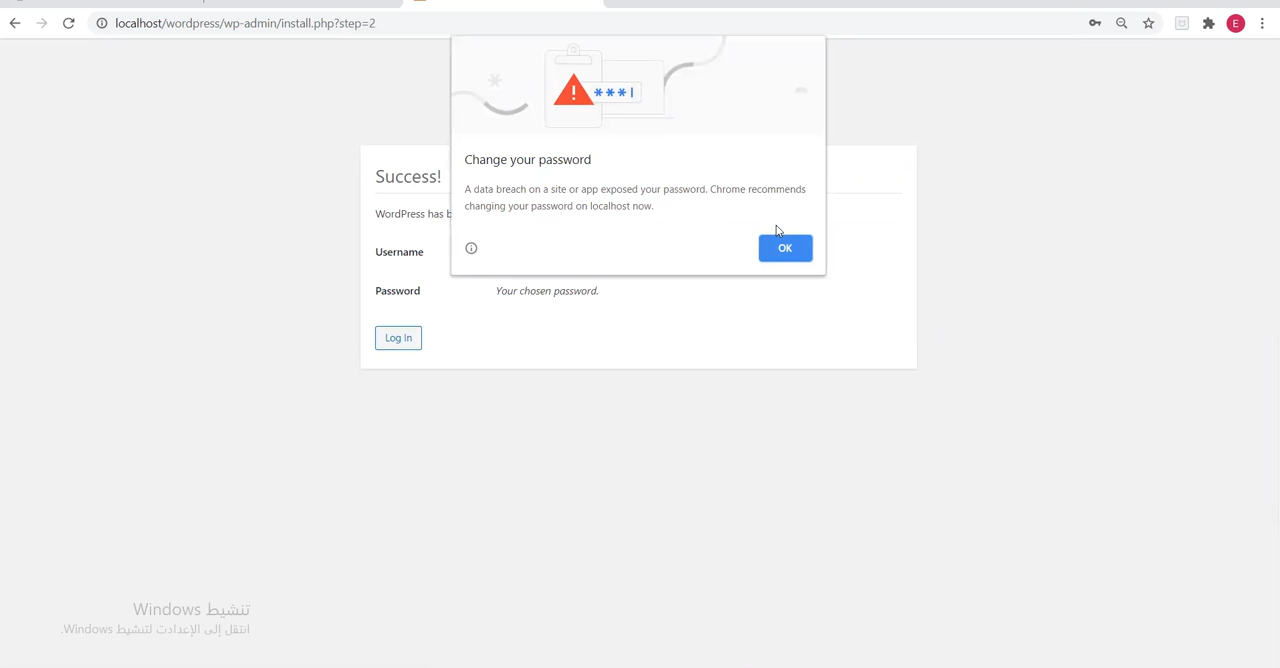 localhost/wordpress/wp-admin/install.php?step=2
E
***|
Change your password
A data breach on a site or app exposed your password. Chrome recommends
changing your password on localhost now.
OK
Success!
WordPress has b
Username
Password
Your chosen password.
Log In
تنشيط Windows
انتقل إلى الإعدادت لتنشيط Windows.